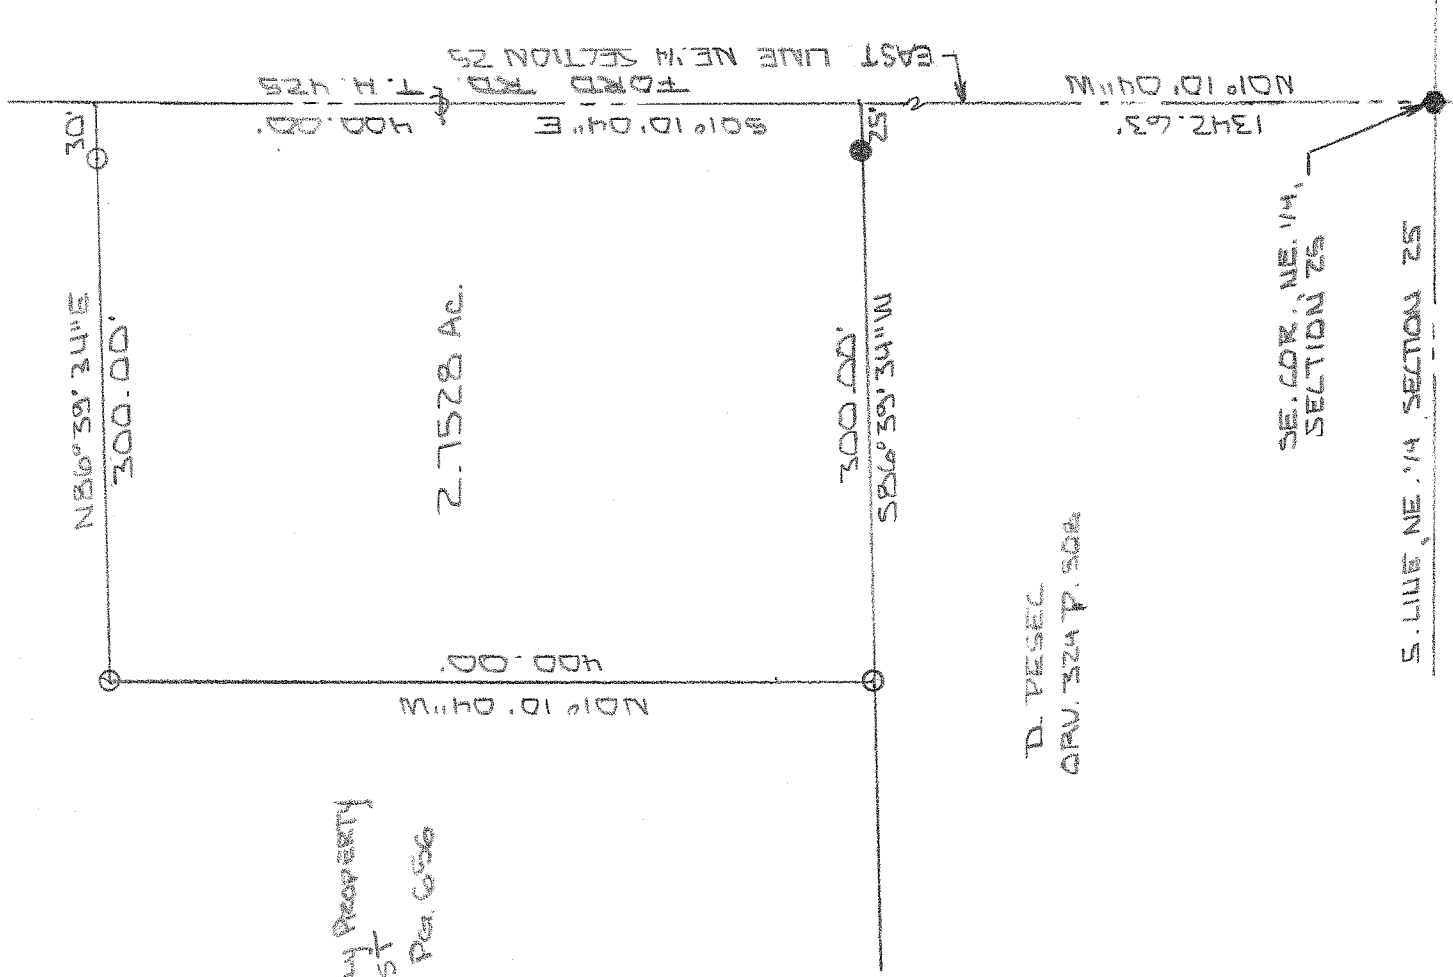 EAST LINE NE. 1/4 SECTION 25
FORD RD. T.H. 425
S01°10'04"E 400.00'
N01°10'04"W
1342.63'
30'
25'
N86°39'34"E
300.00'
2.7528 AC.
300.00'
S86°39'34"W
SE. COR. NE. 1/4,
SECTION 25
S. LINE, NE. 1/4 SECTION 25
400.00'
N01°10'04"W
D. PESEC
ORV. 324 P. 508
PROPERTY
PG. 656